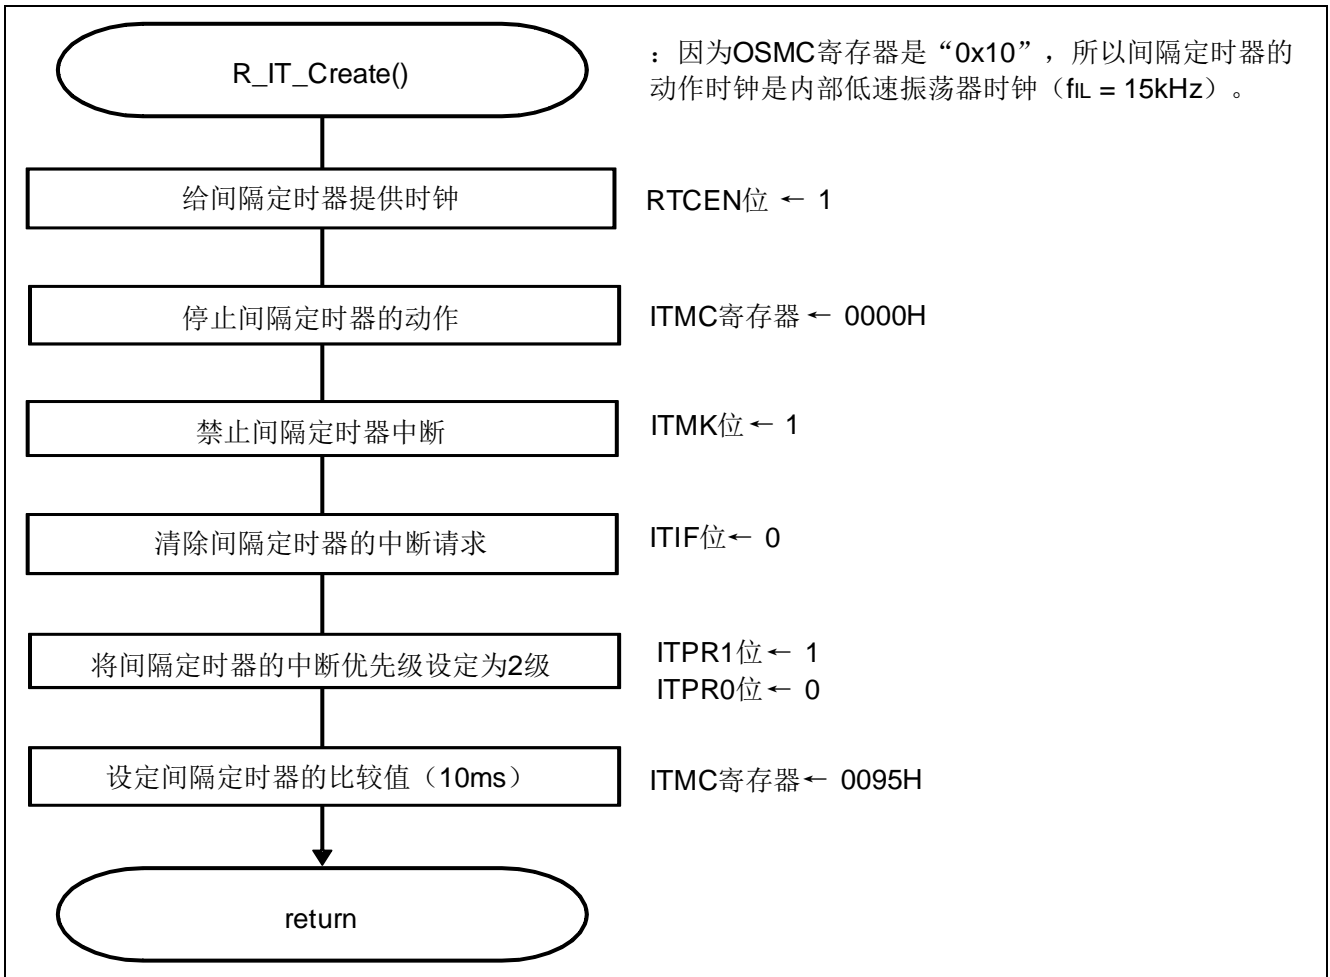 R_IT_Create()
：因为OSMC寄存器是“0x10”，所以间隔定时器的
动作时钟是内部低速振荡器时钟（fIL = 15kHz）。
给间隔定时器提供时钟
RTCEN位 ← 1
停止间隔定时器的动作
ITMC寄存器 ← 0000H
禁止间隔定时器中断
ITMK位 ← 1
清除间隔定时器的中断请求
ITIF位← 0
将间隔定时器的中断优先级设定为2级
ITPR1位← 1
ITPR0位← 0
设定间隔定时器的比较值（10ms）
ITMC寄存器← 0095H
return